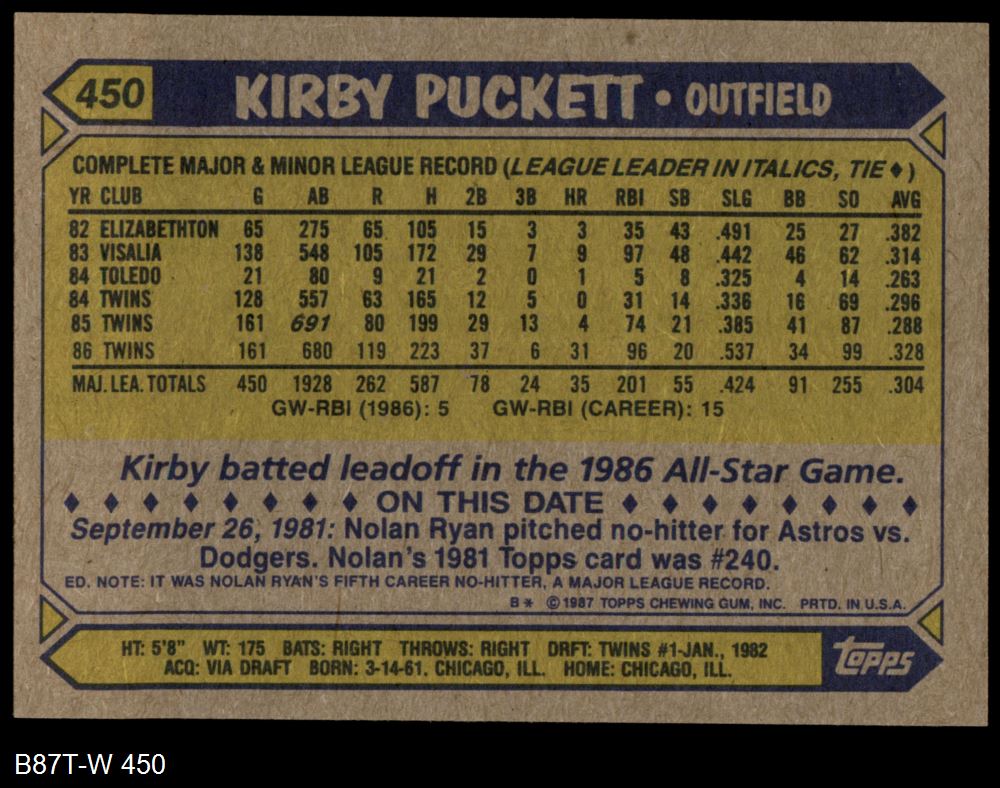 450 KIRBY PUCKETT • OUTFIELD
COMPLETE MAJOR & MINOR LEAGUE RECORD (LEAGUE LEADER IN ITALICS, TIE ♦)
YR CLUB G AB R H 2B 3B HR RBI SB SLG BB SO AVG
82 ELIZABETHTON 65 275 65 105 15 3 3 35 43 .491 25 27 .382
83 VISALIA 138 548 105 172 29 7 9 97 48 .442 46 62 .314
84 TOLEDO 21 80 9 21 2 0 1 5 8 .325 4 14 .263
84 TWINS 128 557 63 165 12 5 0 31 14 .336 16 69 .296
85 TWINS 161 691 80 199 29 13 4 74 21 .385 41 87 .288
86 TWINS 161 680 119 223 37 6 31 96 20 .537 34 99 .328
MAJ. LEA. TOTALS 450 1928 262 587 78 24 35 201 55 .424 91 255 .304
GW-RBI (1986): 5 GW-RBI (CAREER): 15
Kirby batted leadoff in the 1986 All-Star Game.
♦ ♦ ♦ ♦ ♦ ♦ ♦ ♦ ON THIS DATE ♦ ♦ ♦ ♦ ♦ ♦ ♦ ♦
September 26, 1981: Nolan Ryan pitched no-hitter for Astros vs.
Dodgers. Nolan's 1981 Topps card was #240.
ED. NOTE: IT WAS NOLAN RYAN'S FIFTH CAREER NO-HITTER, A MAJOR LEAGUE RECORD.
B* © 1987 TOPPS CHEWING GUM, INC. PRTD. IN U.S.A.
HT: 5'8" WT: 175 BATS: RIGHT THROWS: RIGHT DRFT: TWINS #1-JAN., 1982
ACQ: VIA DRAFT BORN: 3-14-61, CHICAGO, ILL. HOME: CHICAGO, ILL.
Topps
B87T-W 450